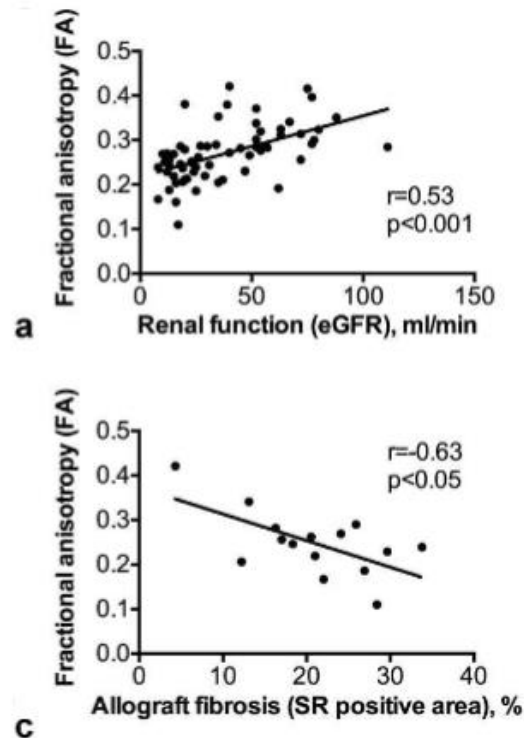 Fractional anisotropy (FA)
0.5
0.4
0.3
0.2
0.1
0.0
0
50
100
150
r=0.53
p<0.001
Renal function (eGFR), ml/min
a
Fractional anisotropy (FA)
0.5
0.4
0.3
0.2
0.1
0.0
0
10
20
30
40
r=-0.63
p<0.05
Allograft fibrosis (SR positive area), %
c